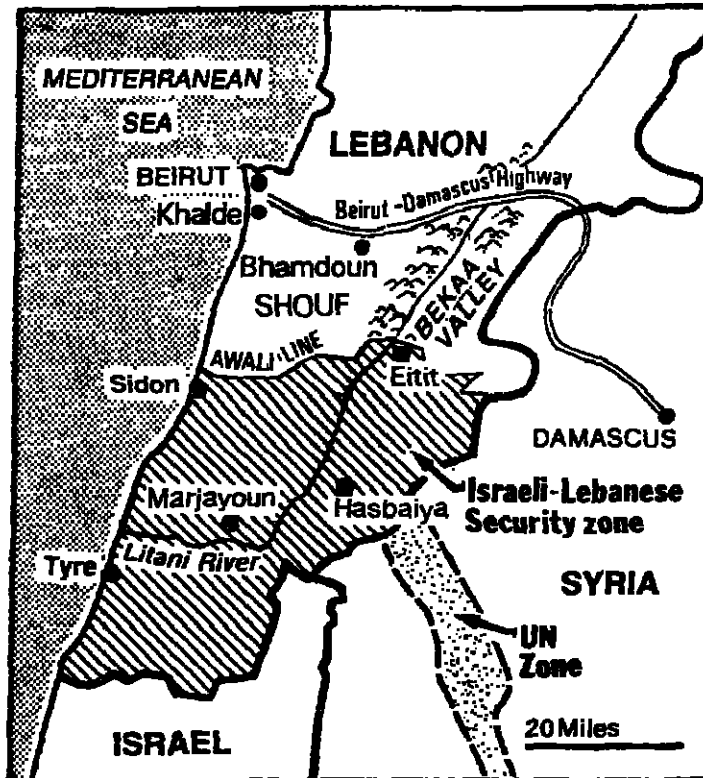 MEDITERRANEAN
SEA
LEBANON
BEIRUT
Khalde
Beirut-Damascus Highway
Bhamdoun
SHOUF
BEKAA
VALLEY
AWALI LINE
Sidon
Eitit
DAMASCUS
Marjayoun
Hasbaiya
Israeli-Lebanese
Security zone
Tyre
Litani River
SYRIA
UN
Zone
20 Miles
ISRAEL